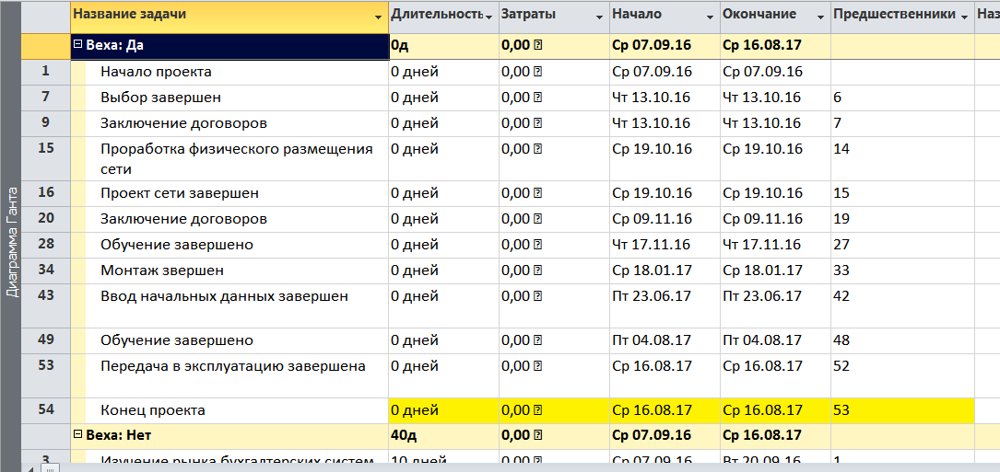 Название задачи Длительность Затраты Начало Окончание Предшественники Наз
Веха: Да 0д 0,00 Ср 07.09.16 Ср 16.08.17
1 Начало проекта 0 дней 0,00 Ср 07.09.16 Ср 07.09.16
7 Выбор завершен 0 дней 0,00 Чт 13.10.16 Чт 13.10.16 6
9 Заключение договоров 0 дней 0,00 Чт 13.10.16 Чт 13.10.16 7
15 Проработка физического размещения 0 дней 0,00 Ср 19.10.16 Ср 19.10.16 14
сети
16 Проект сети завершен 0 дней 0,00 Ср 19.10.16 Ср 19.10.16 15
20 Заключение договоров 0 дней 0,00 Ср 09.11.16 Ср 09.11.16 19
28 Обучение завершено 0 дней 0,00 Чт 17.11.16 Чт 17.11.16 27
34 Монтаж звершен 0 дней 0,00 Ср 18.01.17 Ср 18.01.17 33
43 Ввод начальных данных завершен 0 дней 0,00 Пт 23.06.17 Пт 23.06.17 42
49 Обучение завершено 0 дней 0,00 Пт 04.08.17 Пт 04.08.17 48
53 Передача в эксплуатацию завершена 0 дней 0,00 Ср 16.08.17 Ср 16.08.17 52
54 Конец проекта 0 дней 0,00 Ср 16.08.17 Ср 16.08.17 53
Веха: Нет 40д 0,00 Ср 07.09.16 Ср 16.08.17
3 Изучение рынка бухгалтерских систем 10 дней 0,00 Ср 07.09.16 Вт 20.09.16 1
Диаграмма Ганта